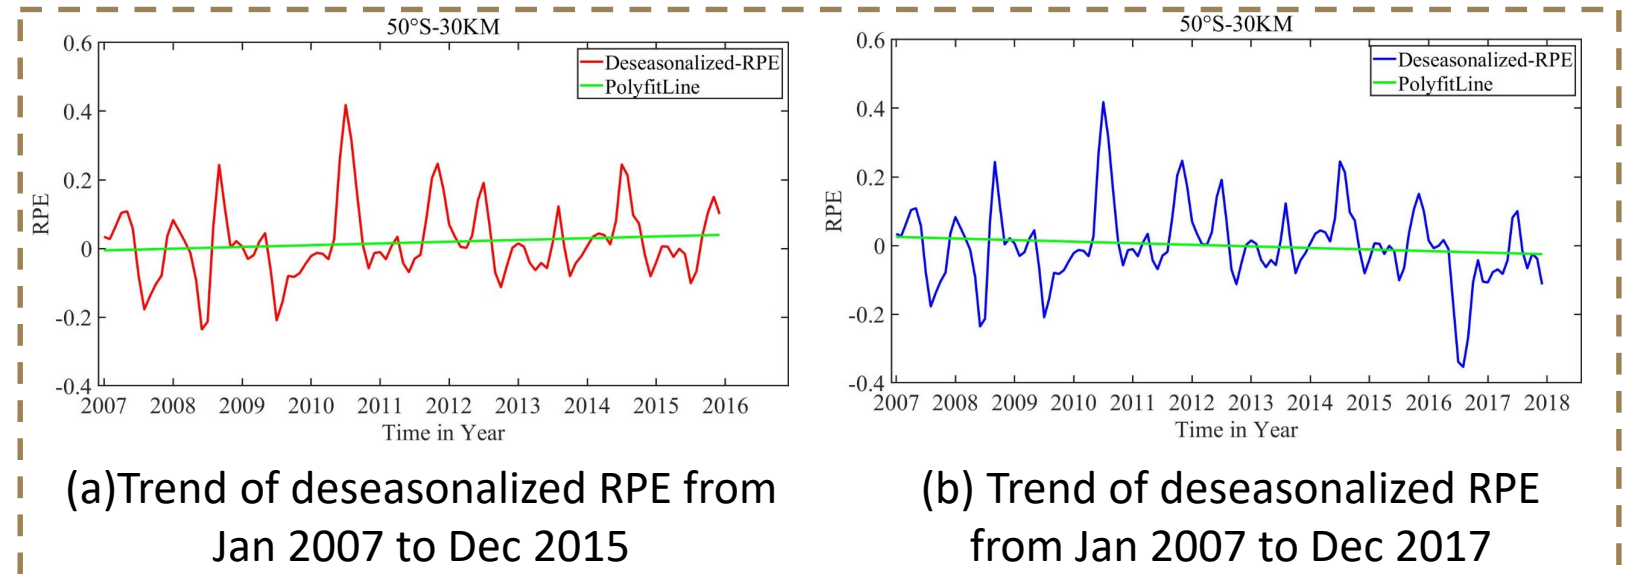 50°S-30KM
0.6
0.4
0.2
0
-0.2
-0.4
RPE
Deseasonalized-RPE
PolyfitLine
2007 2008 2009 2010 2011 2012 2013 2014 2015 2016
Time in Year
(a)Trend of deseasonalized RPE from
Jan 2007 to Dec 2015
50°S-30KM
0.6
0.4
0.2
0
-0.2
-0.4
RPE
Deseasonalized-RPE
PolyfitLine
2007 2008 2009 2010 2011 2012 2013 2014 2015 2016 2017 2018
Time in Year
(b) Trend of deseasonalized RPE
from Jan 2007 to Dec 2017